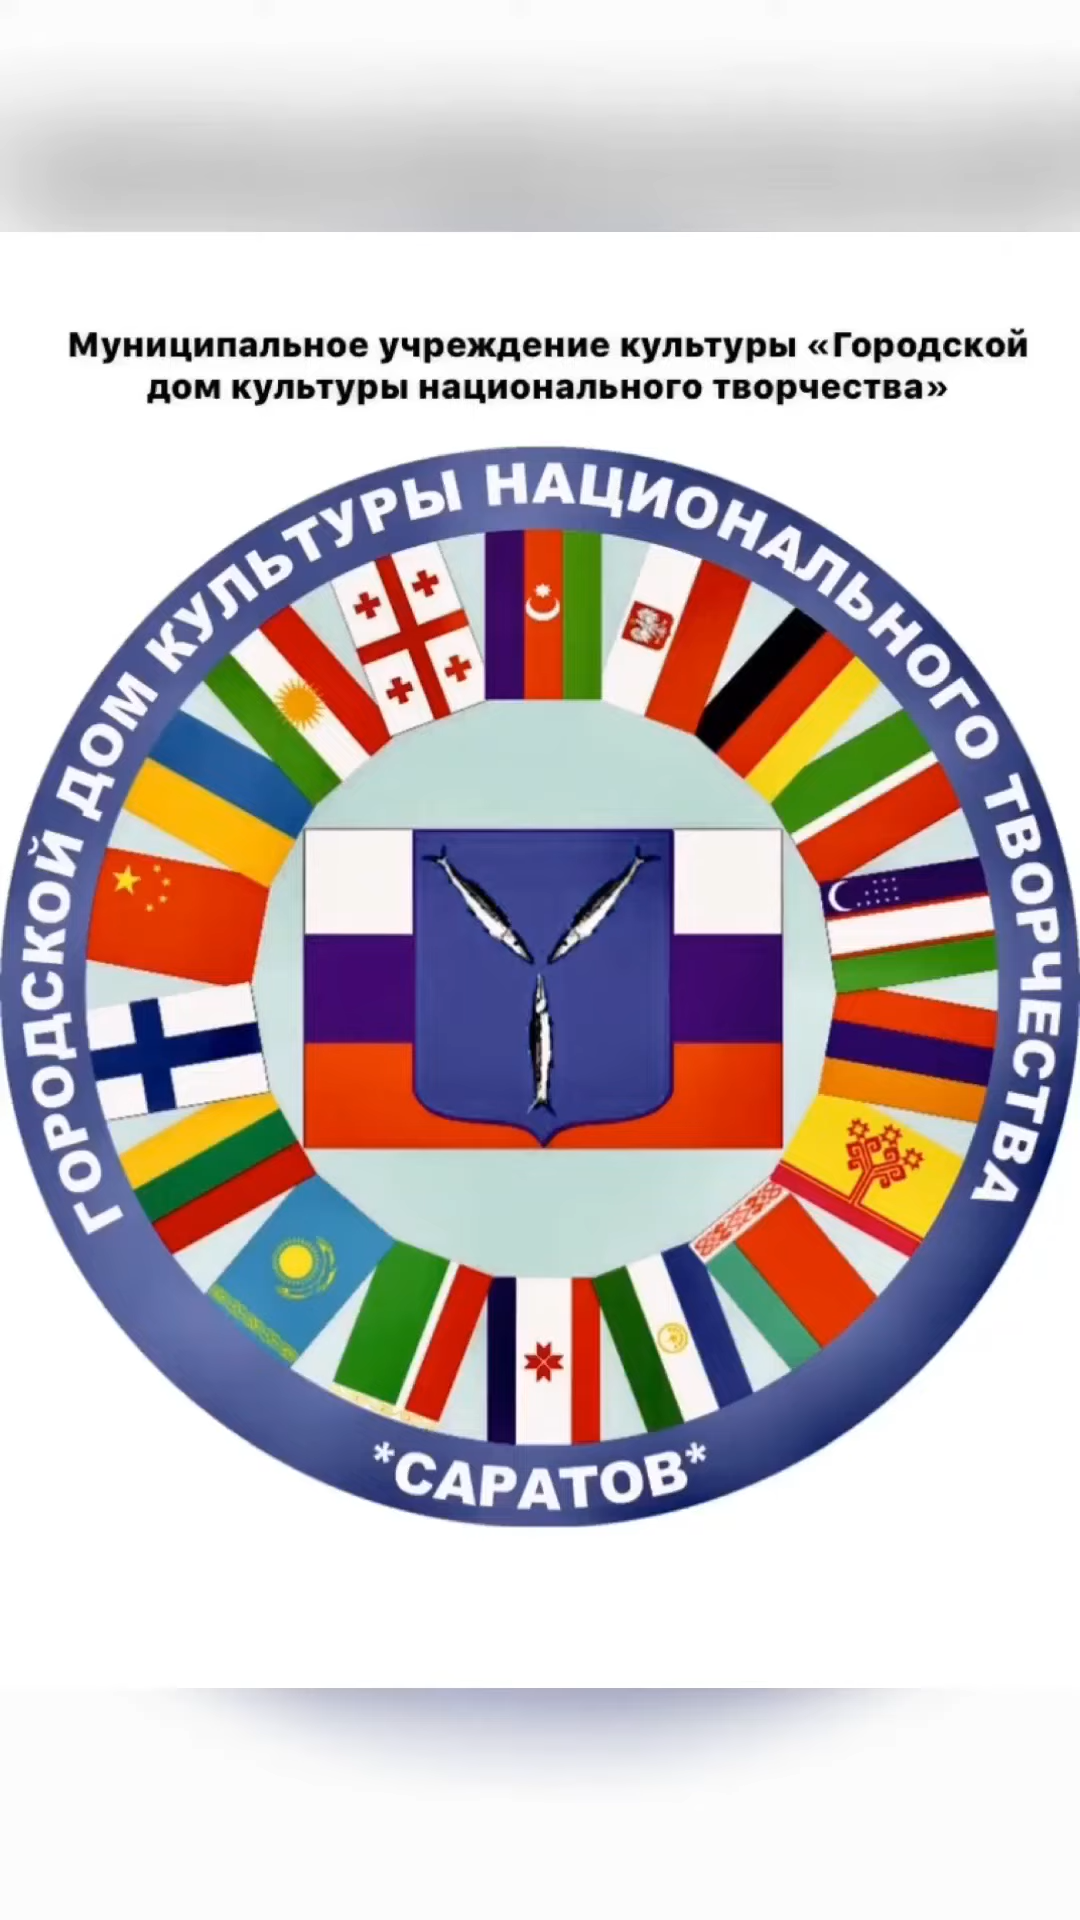 Муниципальное учреждение культуры «Городской
дом культуры национального творчества»
ГОРОДСКОЙ ДОМ КУЛЬТУРЫ НАЦИОНАЛЬНОГО ТВОРЧЕСТВА
*САРАТОВ*